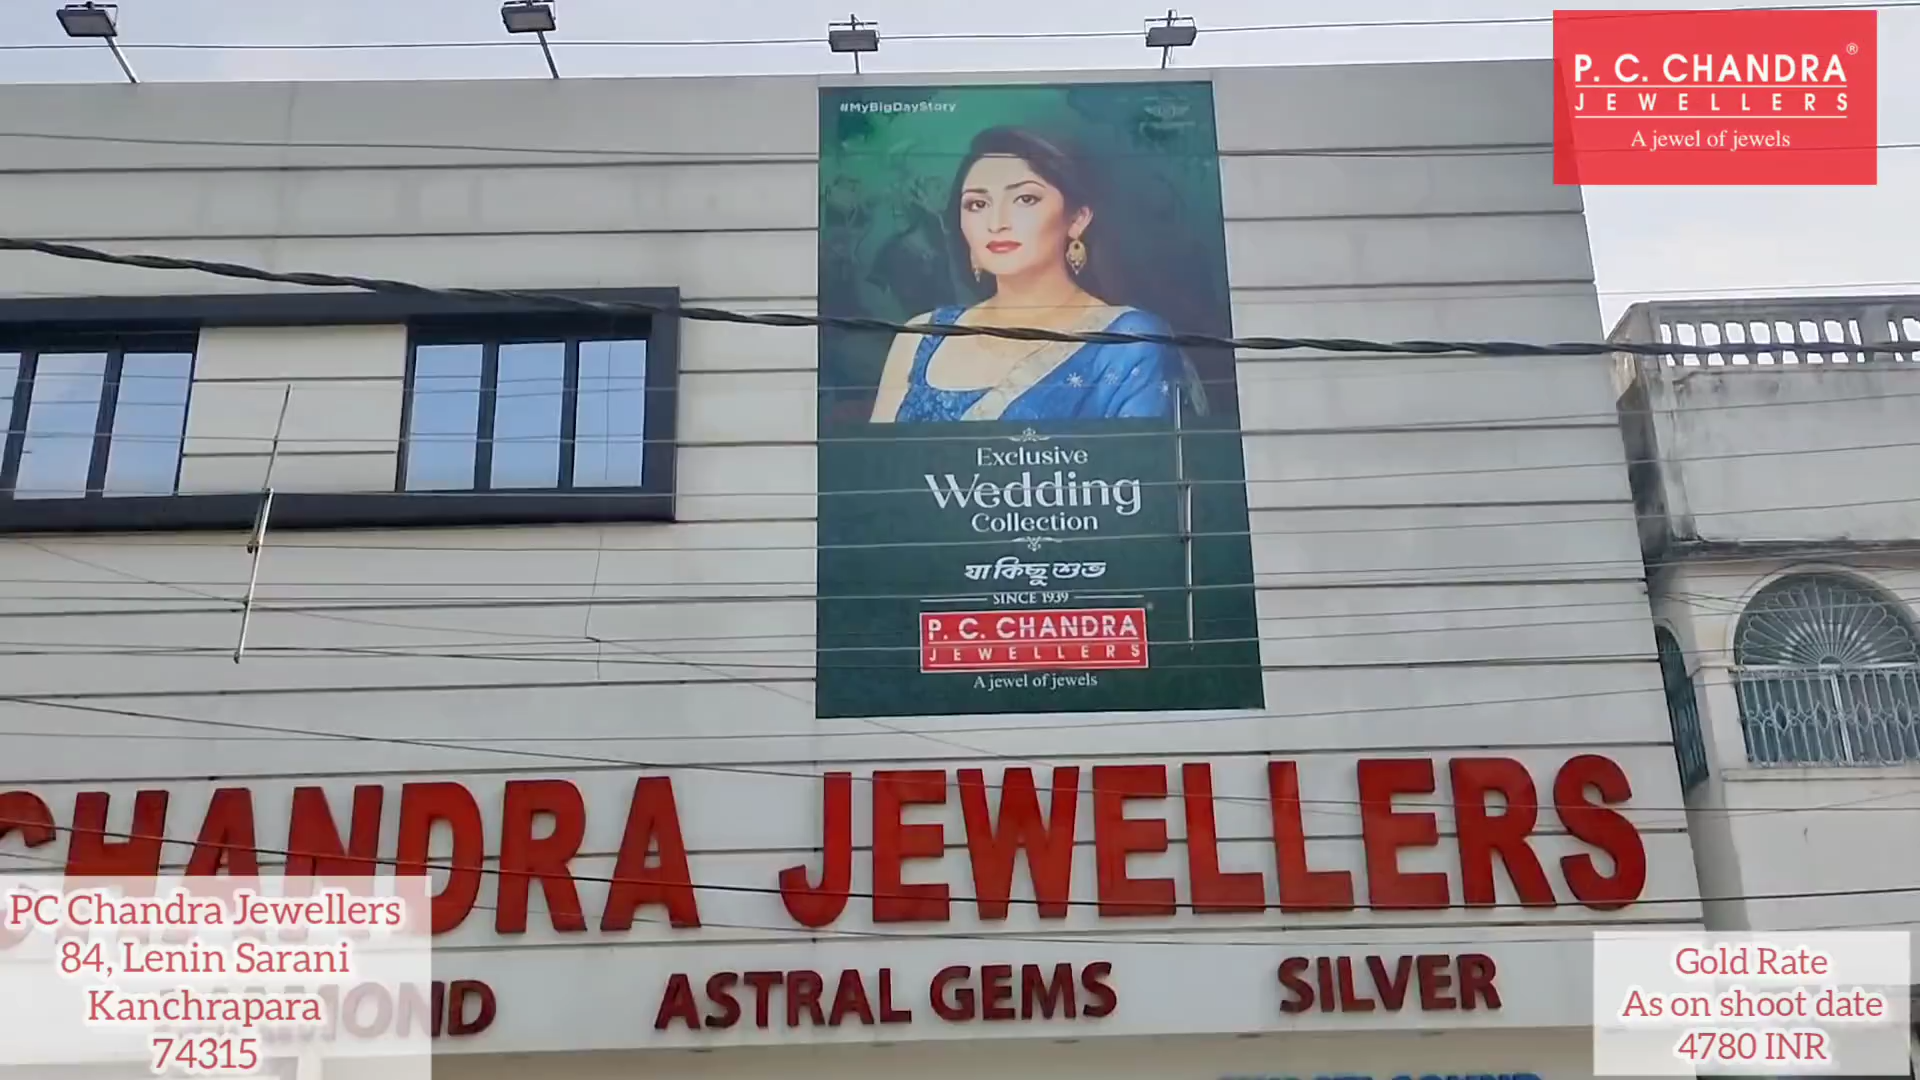 #MyBigDayStory
P. C. CHANDRA®
JEWELLERS
A jewel of jewels
Exclusive
Wedding
Collection
যা কিছু শুভ
SINCE 1939
P. C. CHANDRA
JEWELLERS
A jewel of jewels
CHANDRA JEWELLERS
DIAMOND ASTRAL GEMS SILVER
PC Chandra Jewellers
84, Lenin Sarani
Kanchrapara
74315
Gold Rate
As on shoot date
4780 INR